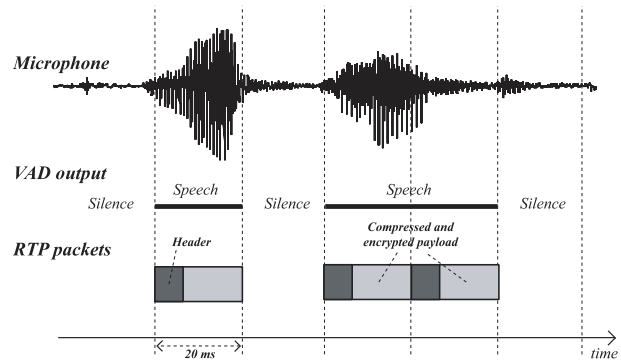 Microphone
VAD output
Speech
Speech
Silence
Silence
Silence
RTP packets
Header
Compressed and
encrypted payload
20 ms
time